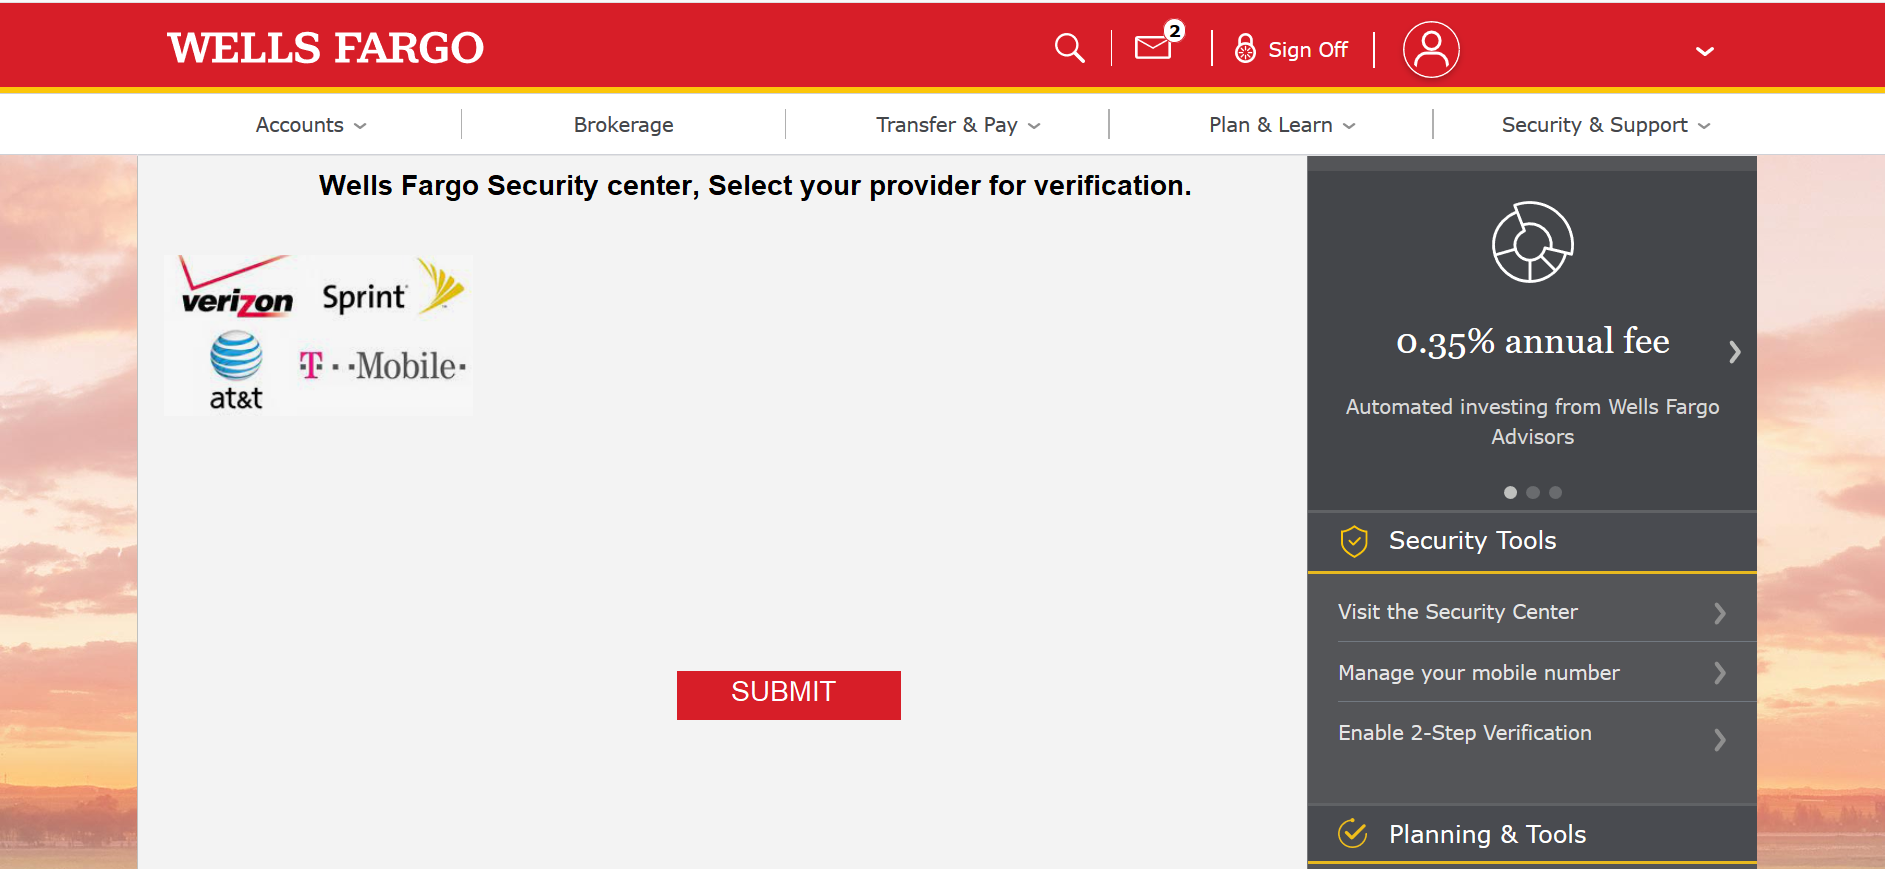 WELLS FARGO
2
Sign Off
Accounts
Brokerage
Transfer & Pay
Plan & Learn
Security & Support
Wells Fargo Security center, Select your provider for verification.
verizon
Sprint
at&t
T··Mobile·
SUBMIT
0.35% annual fee
Automated investing from Wells Fargo
Advisors
Security Tools
Visit the Security Center
Manage your mobile number
Enable 2-Step Verification
Planning & Tools